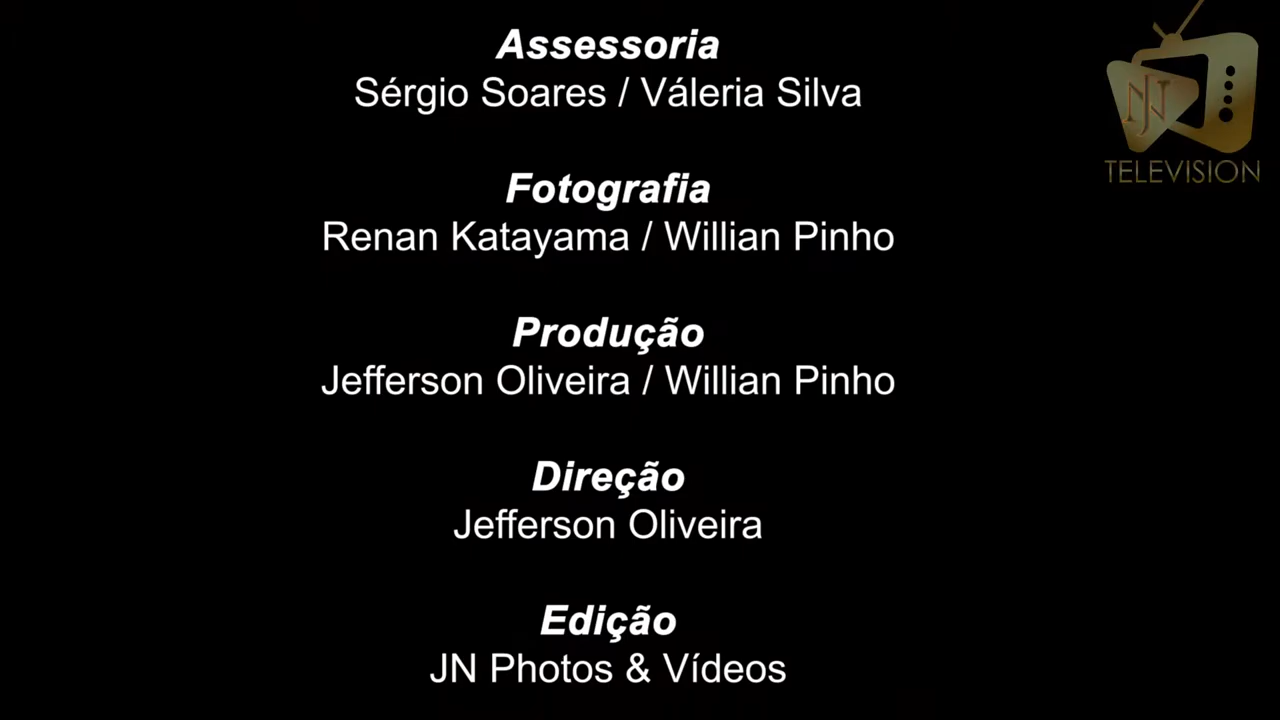 Assessoria
Sérgio Soares / Váleria Silva
Fotografia
Renan Katayama / Willian Pinho
Produção
Jefferson Oliveira / Willian Pinho
Direção
Jefferson Oliveira
Edição
JN Photos & Vídeos
JN
TELEVISION